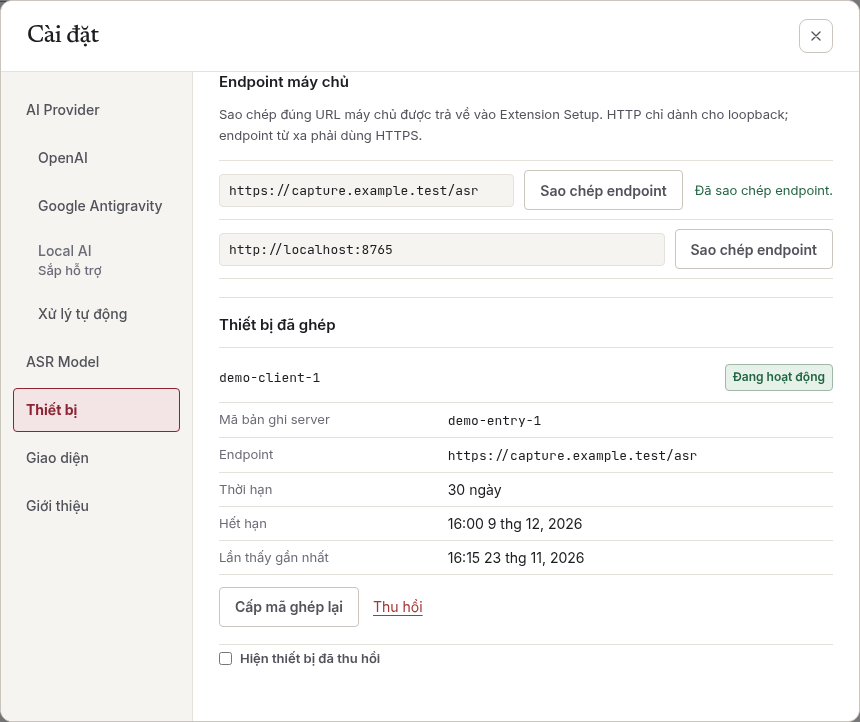 Cài đặt
AI Provider
OpenAI
Google Antigravity
Local AI
Sắp hỗ trợ
Xử lý tự động
ASR Model
Thiết bị
Giao diện
Giới thiệu
Endpoint máy chủ
Sao chép đúng URL máy chủ được trả về vào Extension Setup. HTTP chỉ dành cho loopback;
endpoint từ xa phải dùng HTTPS.
https://capture.example.test/asr
Sao chép endpoint
Đã sao chép endpoint.
http://localhost:8765
Sao chép endpoint
Thiết bị đã ghép
demo-client-1
Đang hoạt động
Mã bản ghi server
demo-entry-1
Endpoint
https://capture.example.test/asr
Thời hạn
30 ngày
Hết hạn
16:00 9 thg 12, 2026
Lần thấy gần nhất
16:15 23 thg 11, 2026
Cấp mã ghép lại
Thu hồi
Hiện thiết bị đã thu hồi